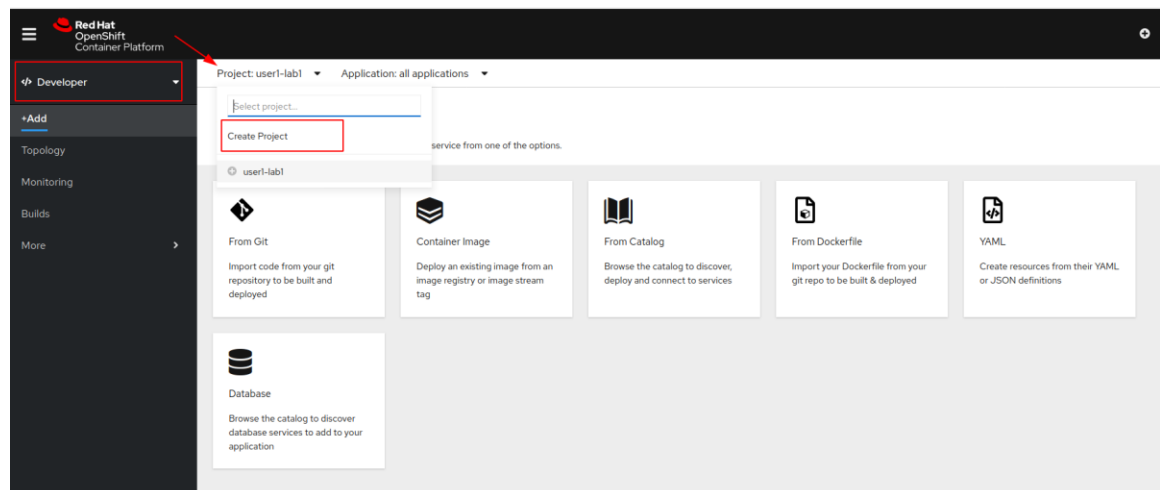 Red Hat
OpenShift
Container Platform
Developer
Project: user1-lab1
Application: all applications
+Add
Topology
Monitoring
Builds
More
Select project...
Create Project
user1-lab1
service from one of the options.
From Git
Import code from your git
repository to be built and
deployed
Container Image
Deploy an existing image from an
image registry or image stream
tag
From Catalog
Browse the catalog to discover,
deploy and connect to services
From Dockerfile
Import your Dockerfile from your
git repo to be built & deployed
YAML
Create resources from their YAML
or JSON definitions
Database
Browse the catalog to discover
database services to add to your
application